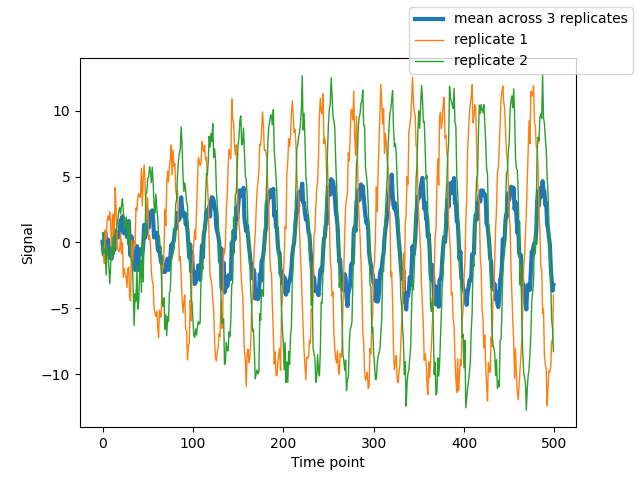 mean across 3 replicates
replicate 1
replicate 2
10
5
0
−5
−10
Signal
0 100 200 300 400 500
Time point